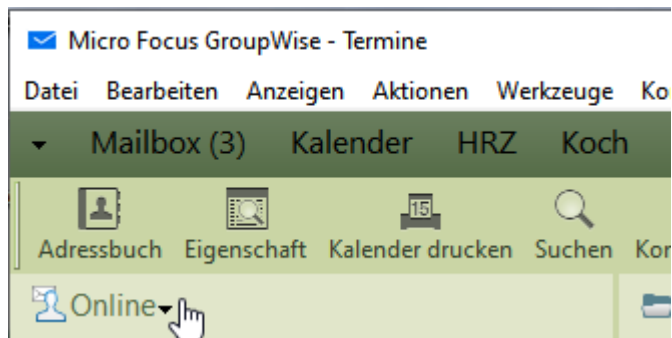 Micro Focus GroupWise - Termine
Datei Bearbeiten Anzeigen Aktionen Werkzeuge
Mailbox (3) Kalender HRZ Koch
15
Adressbuch Eigenschaft Kalender drucken Suchen
Online